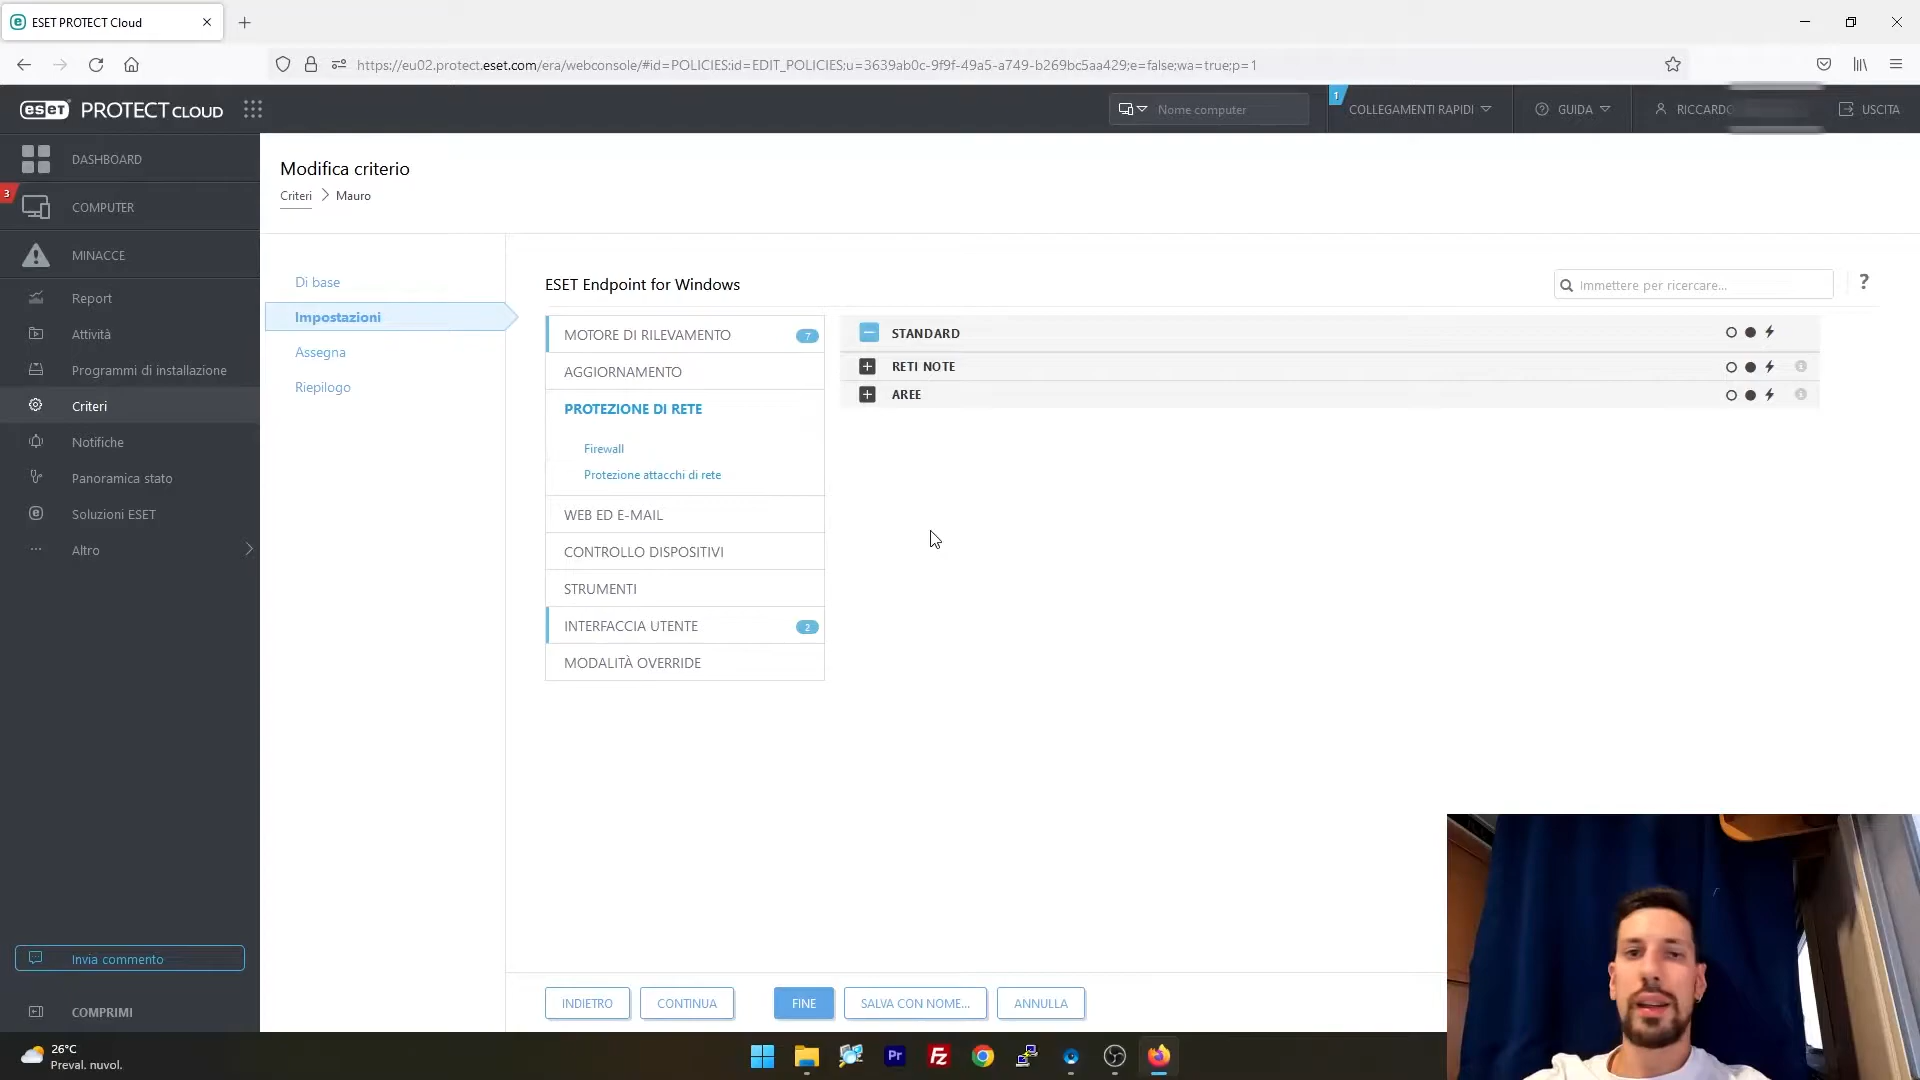 ESET PROTECT Cloud
https://eu02.protect.eset.com/era/webconsole/#id=POLICIES:id=EDIT_POLICIES;u=3639ab0c-9f9f-49a5-a749-b269bc5aa429;e=false;wa=true;p=1
eseT PROTECT CLOUD
Nome computer
1
COLLEGAMENTI RAPIDI
GUIDA
RICCARDO
USCITA
DASHBOARD
3
COMPUTER
MINACCE
Report
Attività
Programmi di installazione
Criteri
Notifiche
Panoramica stato
Soluzioni ESET
Altro
Invia commento
COMPRIMI
Modifica criterio
Criteri > Mauro
Di base
Impostazioni
Assegna
Riepilogo
ESET Endpoint for Windows
Immettere per ricercare...
?
MOTORE DI RILEVAMENTO 7
AGGIORNAMENTO
PROTEZIONE DI RETE
Firewall
Protezione attacchi di rete
WEB ED E-MAIL
CONTROLLO DISPOSITIVI
STRUMENTI
INTERFACCIA UTENTE 2
MODALITÀ OVERRIDE
STANDARD
RETI NOTE
AREE
INDIETRO
CONTINUA
FINE
SALVA CON NOME...
ANNULLA
26°C
Preval. nuvol.
Pr
Fz